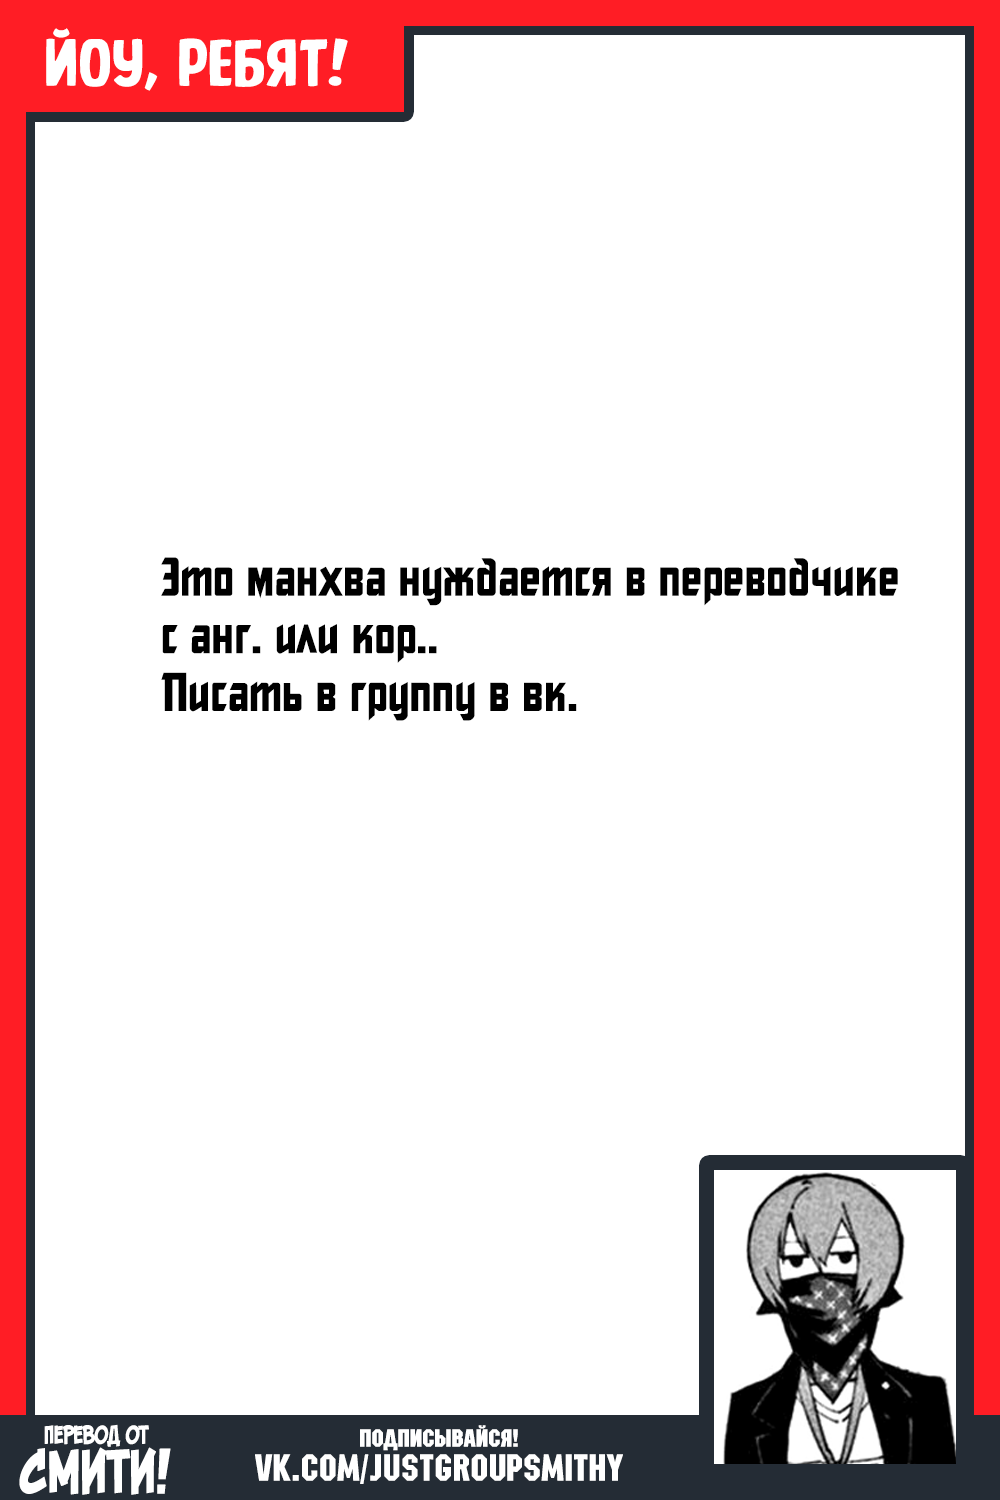 ЙОУ, РЕБЯТ!
Это манхва нуждается в переводчике
с анг. или кор..
Писать в группу в вк.
ПЕРЕВОД ОТ
СМИТИ!
ПОДПИСЫВАЙСЯ!
VK.COM/JUSTGROUPSMITHY